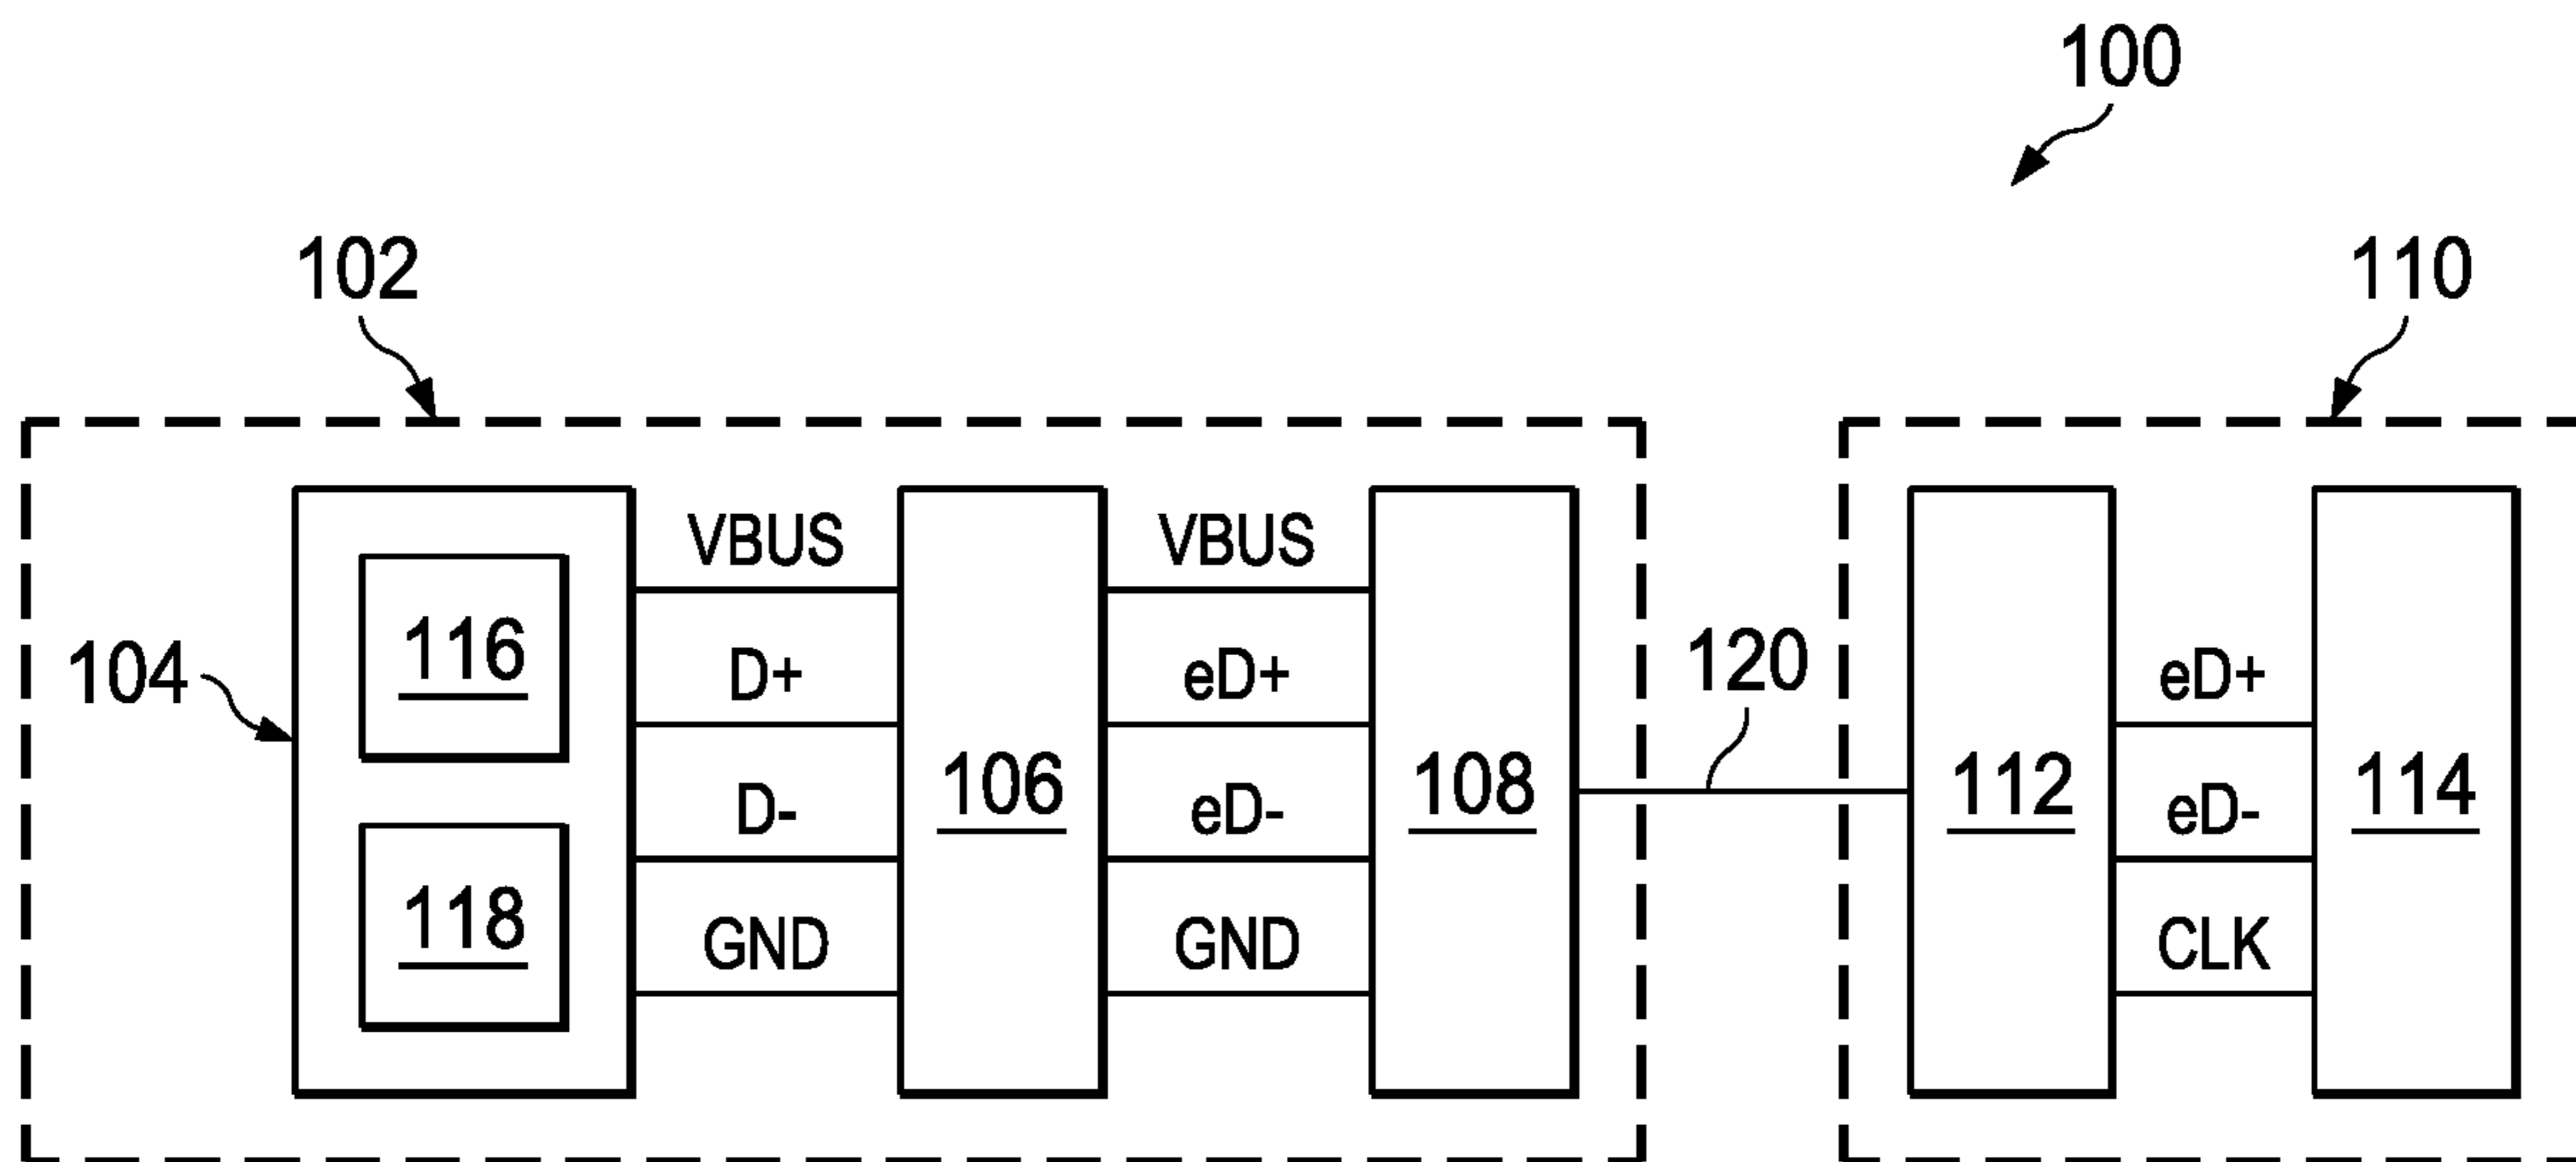 100
102
110
VBUS
VBUS
116
104
D+
eD+
120
eD+
106
108
112
114
D-
eD-
eD-
118
GND
GND
CLK